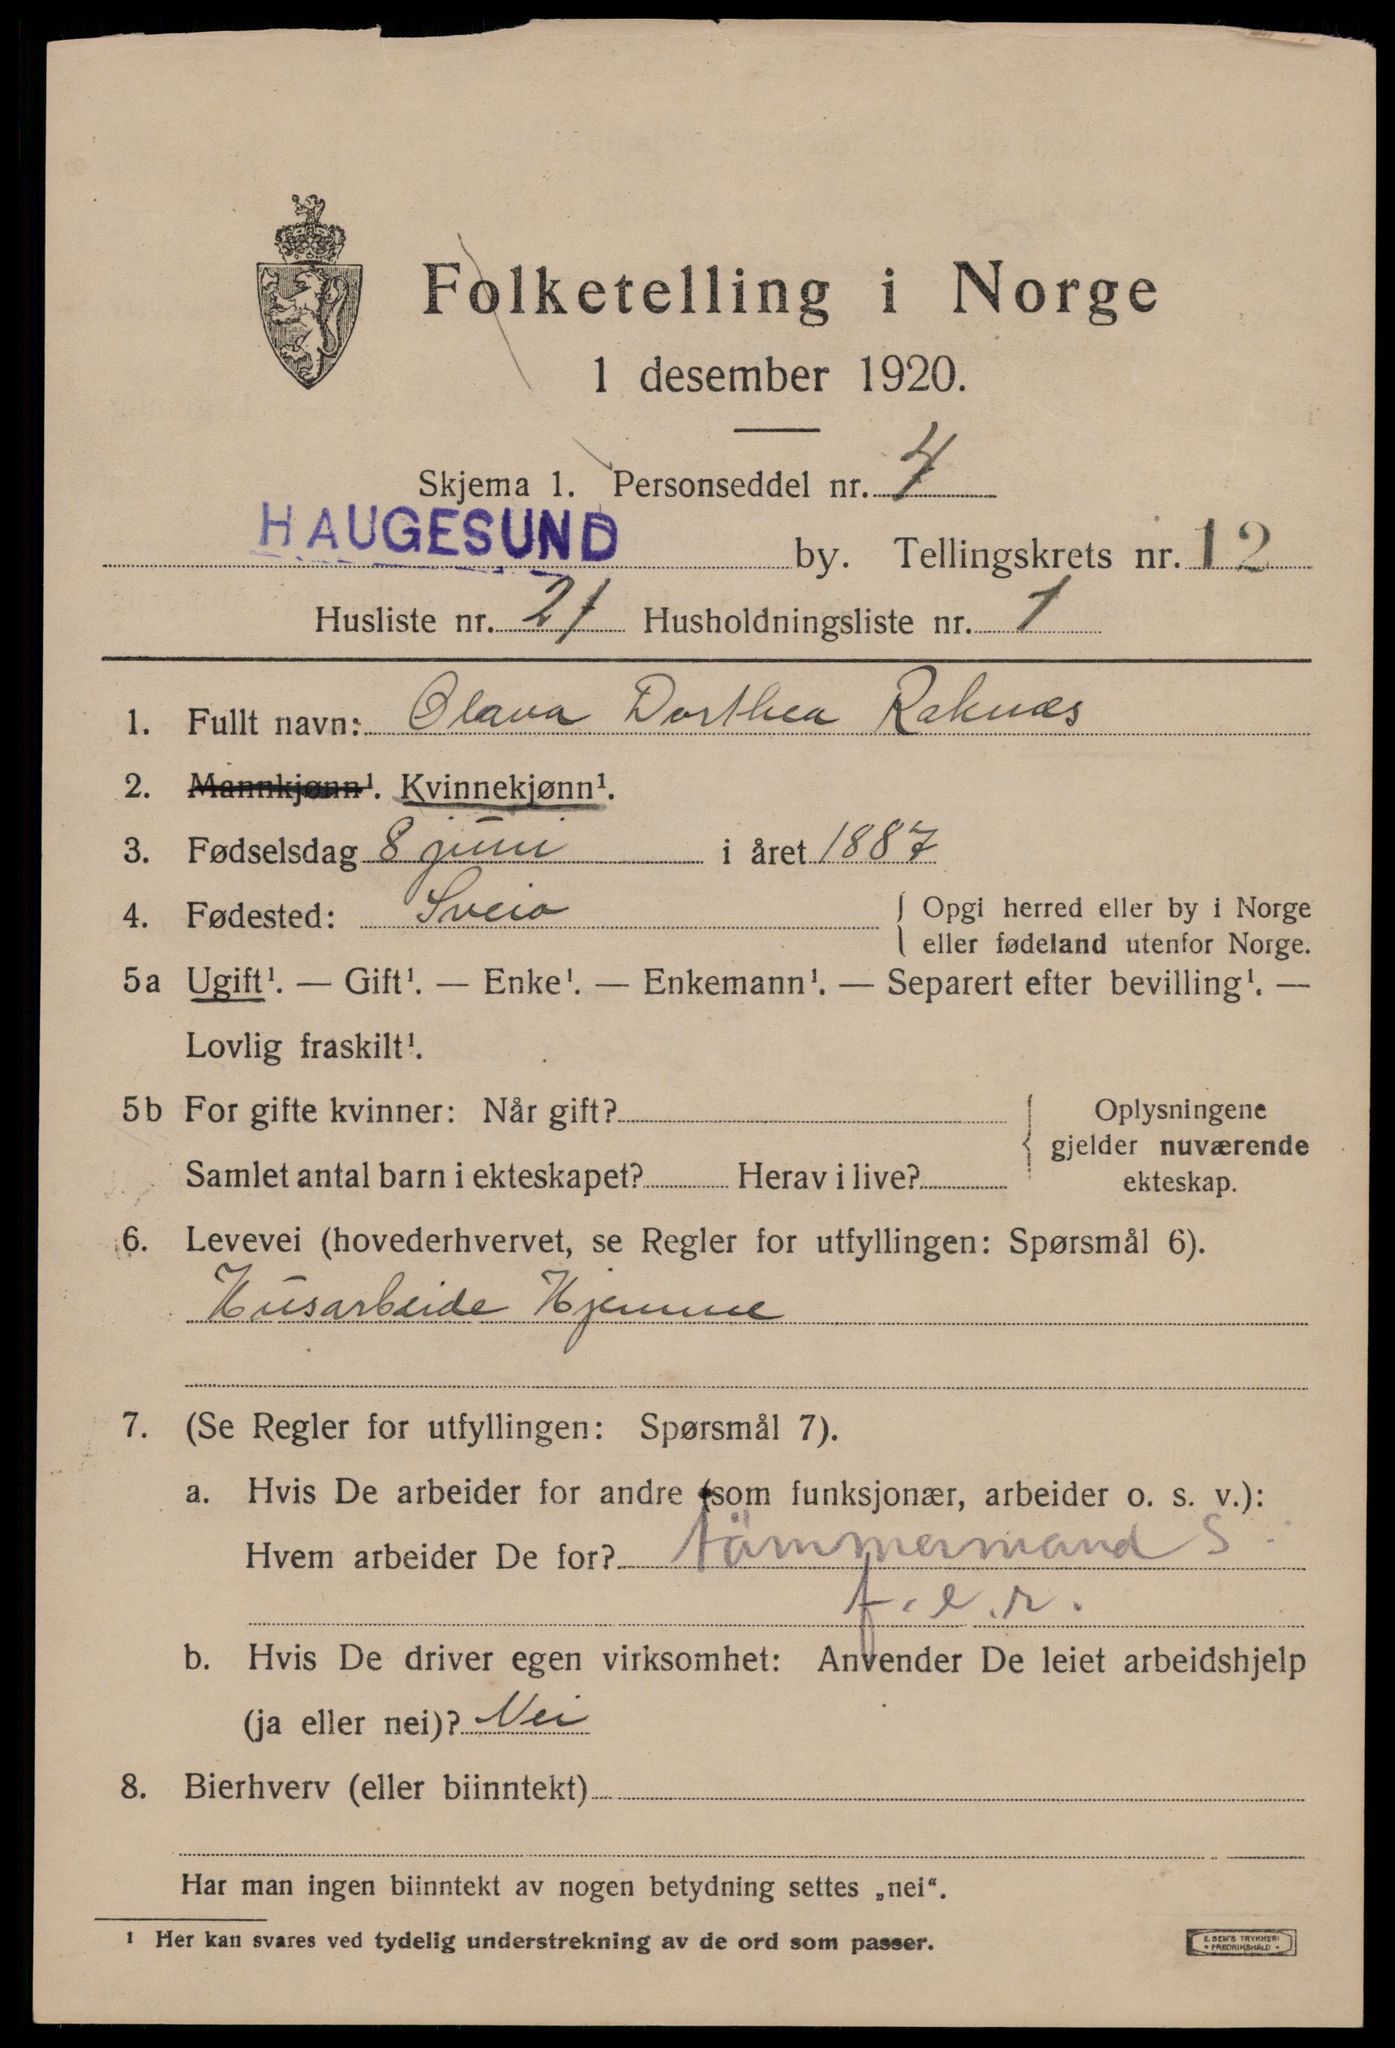 Folketelling i Norge
1 desember 1920.
Skjema 1. Personseddel nr. 4
HAUGESUND by. Tellingskrets nr. 12
Husliste nr. 21 Husholdningsliste nr. 1
1. Fullt navn: Olava Dorthea Raknæs
2. Mannkjønn¹. Kvinnekjønn¹.
3. Fødselsdag 8 juni i året 1887
4. Fødested: Sveio { Opgi herred eller by i Norge
eller fødeland utenfor Norge.
5a Ugift¹. — Gift¹. — Enke¹. — Enkemann¹. — Separert efter bevilling¹. —
Lovlig fraskilt¹.
5b For gifte kvinner: Når gift? { Oplysningene
gjelder nuværende
Samlet antal barn i ekteskapet? Herav i live? ekteskap.
6. Levevei (hovederhvervet, se Regler for utfyllingen: Spørsmål 6).
Husarbeide Hjemme
7. (Se Regler for utfyllingen: Spørsmål 7).
a. Hvis De arbeider for andre (som funksjonær, arbeider o. s. v.):
Hvem arbeider De for? tömmermand S
f. e. r.
b. Hvis De driver egen virksomhet: Anvender De leiet arbeidshjelp
(ja eller nei)? Nei
8. Bierhverv (eller biinntekt)
Har man ingen biinntekt av nogen betydning settes „nei“.
¹ Her kan svares ved tydelig understrekning av de ord som passer.
E. SEM'S TRYKKERI
* FREDRIKSHALD *